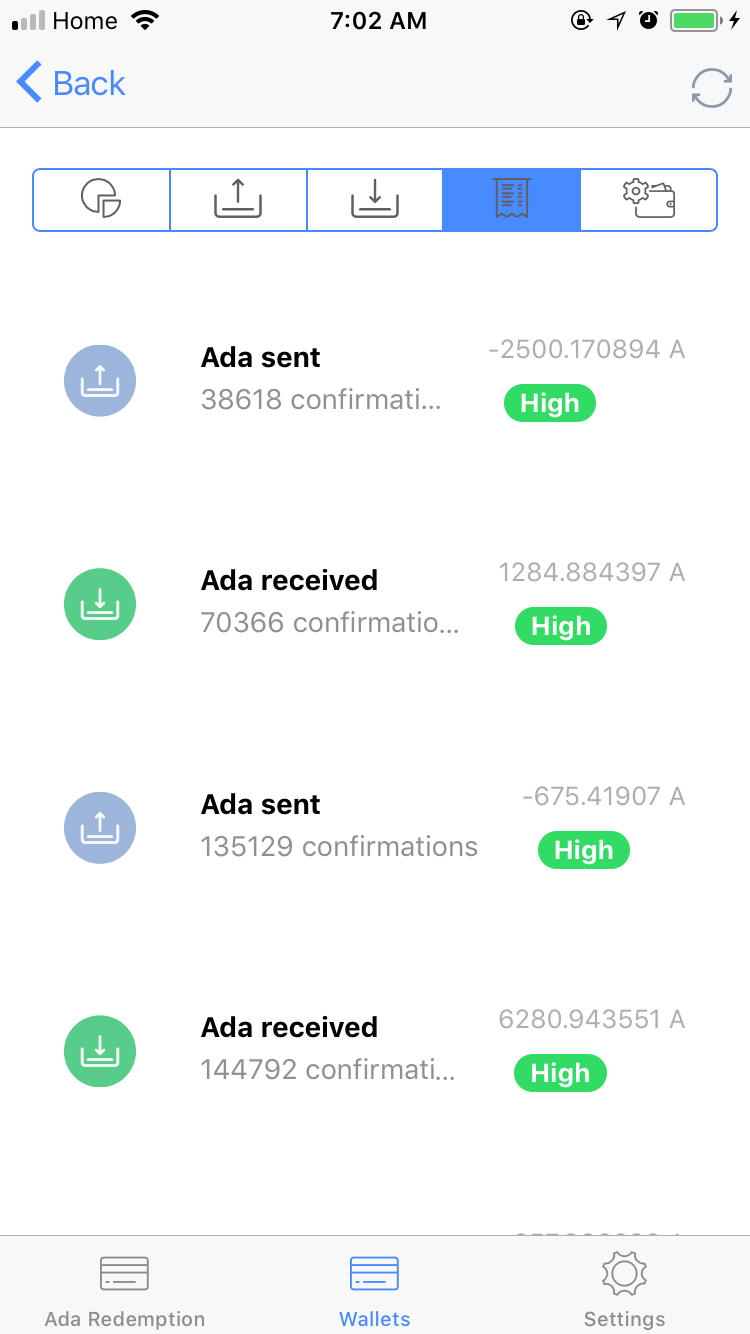 Home 7:02 AM
Back
Ada sent -2500.170894 A
38618 confirmati... High
Ada received 1284.884397 A
70366 confirmatio... High
Ada sent -675.41907 A
135129 confirmations High
Ada received 6280.943551 A
144792 confirmati... High
Ada Redemption Wallets Settings